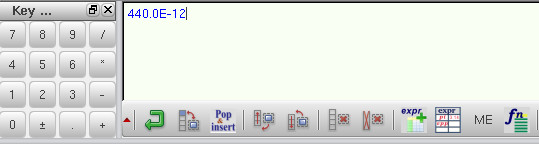 Key ...
440.0E-12
7 8 9 /
4 5 6 *
1 2 3 -
0 ± . +
Pop
&
insert
expr
expr
ME
fn